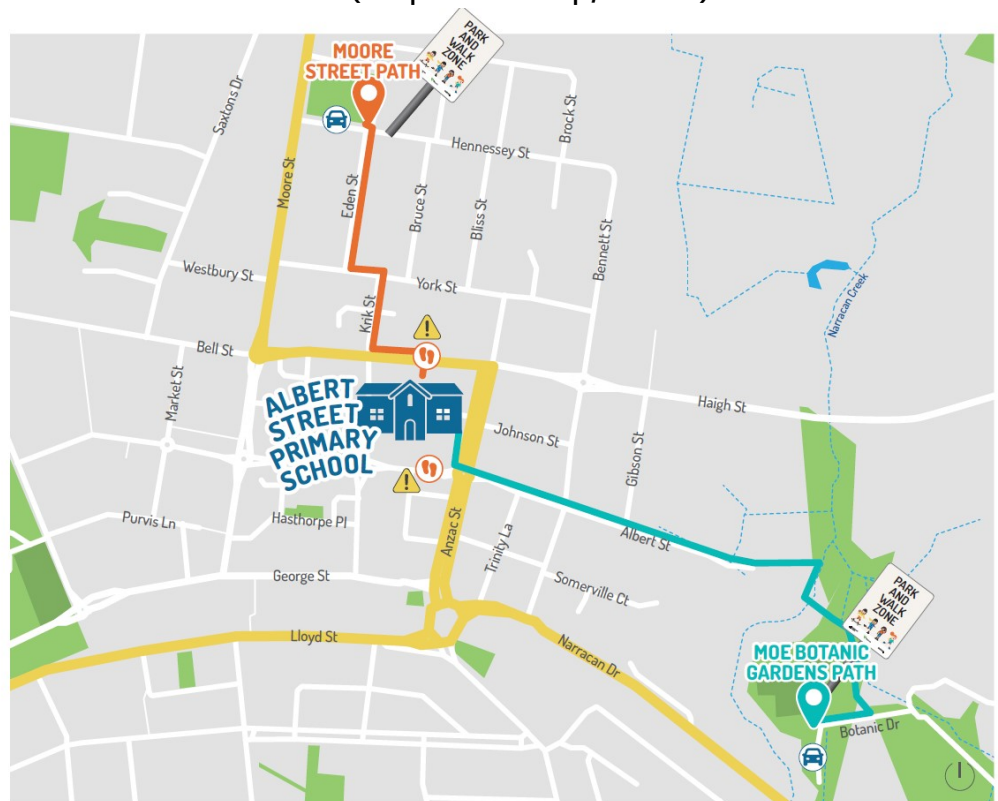 MOORE
STREET PATH
PARK
AND
WALK
ZONE
Saxtons Dr
Moore St
Hennessey St
Brock St
Eden St
Bruce St
Bliss St
Bennett St
Westbury St
York St
Krik St
Narracan Creek
Bell St
Market St
ALBERT
STREET
PRIMARY
SCHOOL
Johnson St
Haigh St
Gibson St
Purvis Ln
Hasthorpe Pl
Anzac St
Trinity La
Albert St
George St
Somerville Ct
Lloyd St
Narracan Dr
PARK
AND
WALK
ZONE
MOE BOTANIC
GARDENS PATH
Botanic Dr